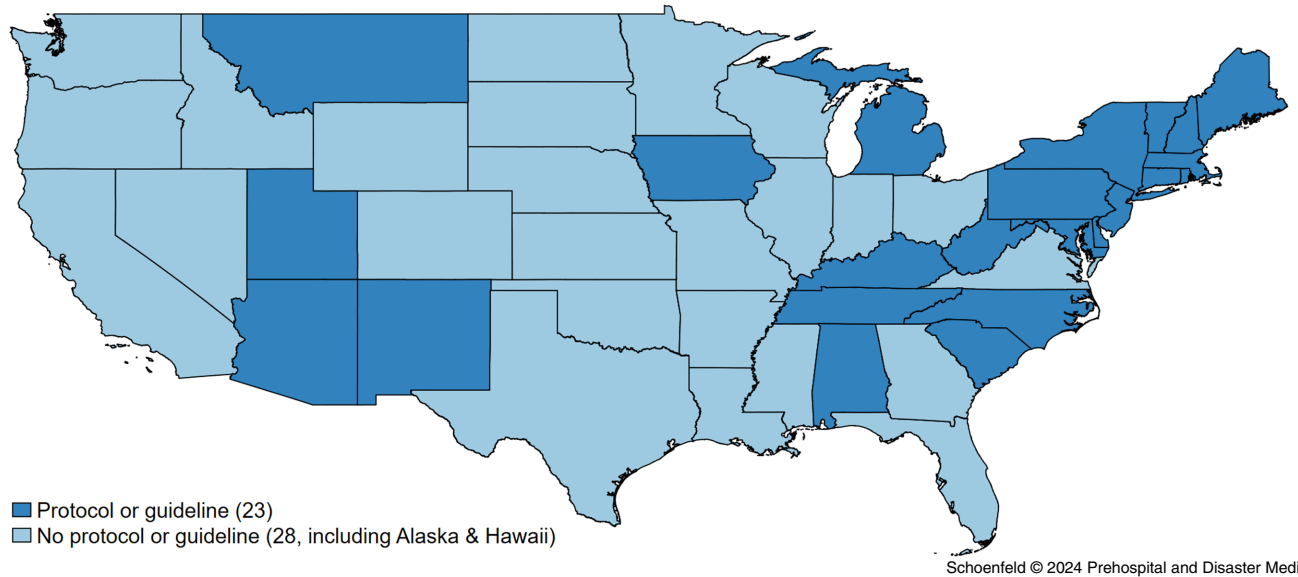 Protocol or guideline (23)
No protocol or guideline (28, including Alaska & Hawaii)
Schoenfeld © 2024 Prehospital and Disaster Medi